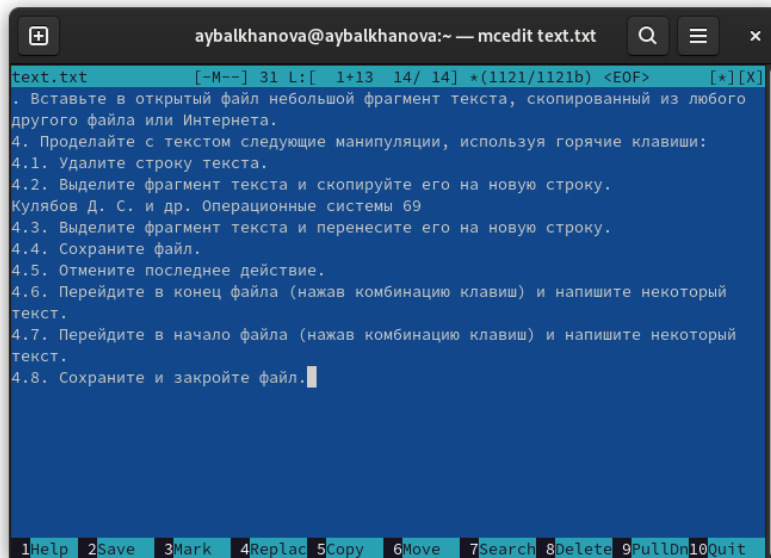 aybalkhanova@aybalkhanova:~ — mcedit text.txt
text.txt [-M--] 31 L:[ 1+13 14/ 14] *(1121/1121b) <EOF> [*][X]
. Вставьте в открытый файл небольшой фрагмент текста, скопированный из любого
другого файла или Интернета.
4. Проделайте с текстом следующие манипуляции, используя горячие клавиши:
4.1. Удалите строку текста.
4.2. Выделите фрагмент текста и скопируйте его на новую строку.
Кулябов Д. С. и др. Операционные системы 69
4.3. Выделите фрагмент текста и перенесите его на новую строку.
4.4. Сохраните файл.
4.5. Отмените последнее действие.
4.6. Перейдите в конец файла (нажав комбинацию клавиш) и напишите некоторый
текст.
4.7. Перейдите в начало файла (нажав комбинацию клавиш) и напишите некоторый
текст.
4.8. Сохраните и закройте файл.
1Help 2Save 3Mark 4Replac 5Copy 6Move 7Search 8Delete 9PullDn 10Quit